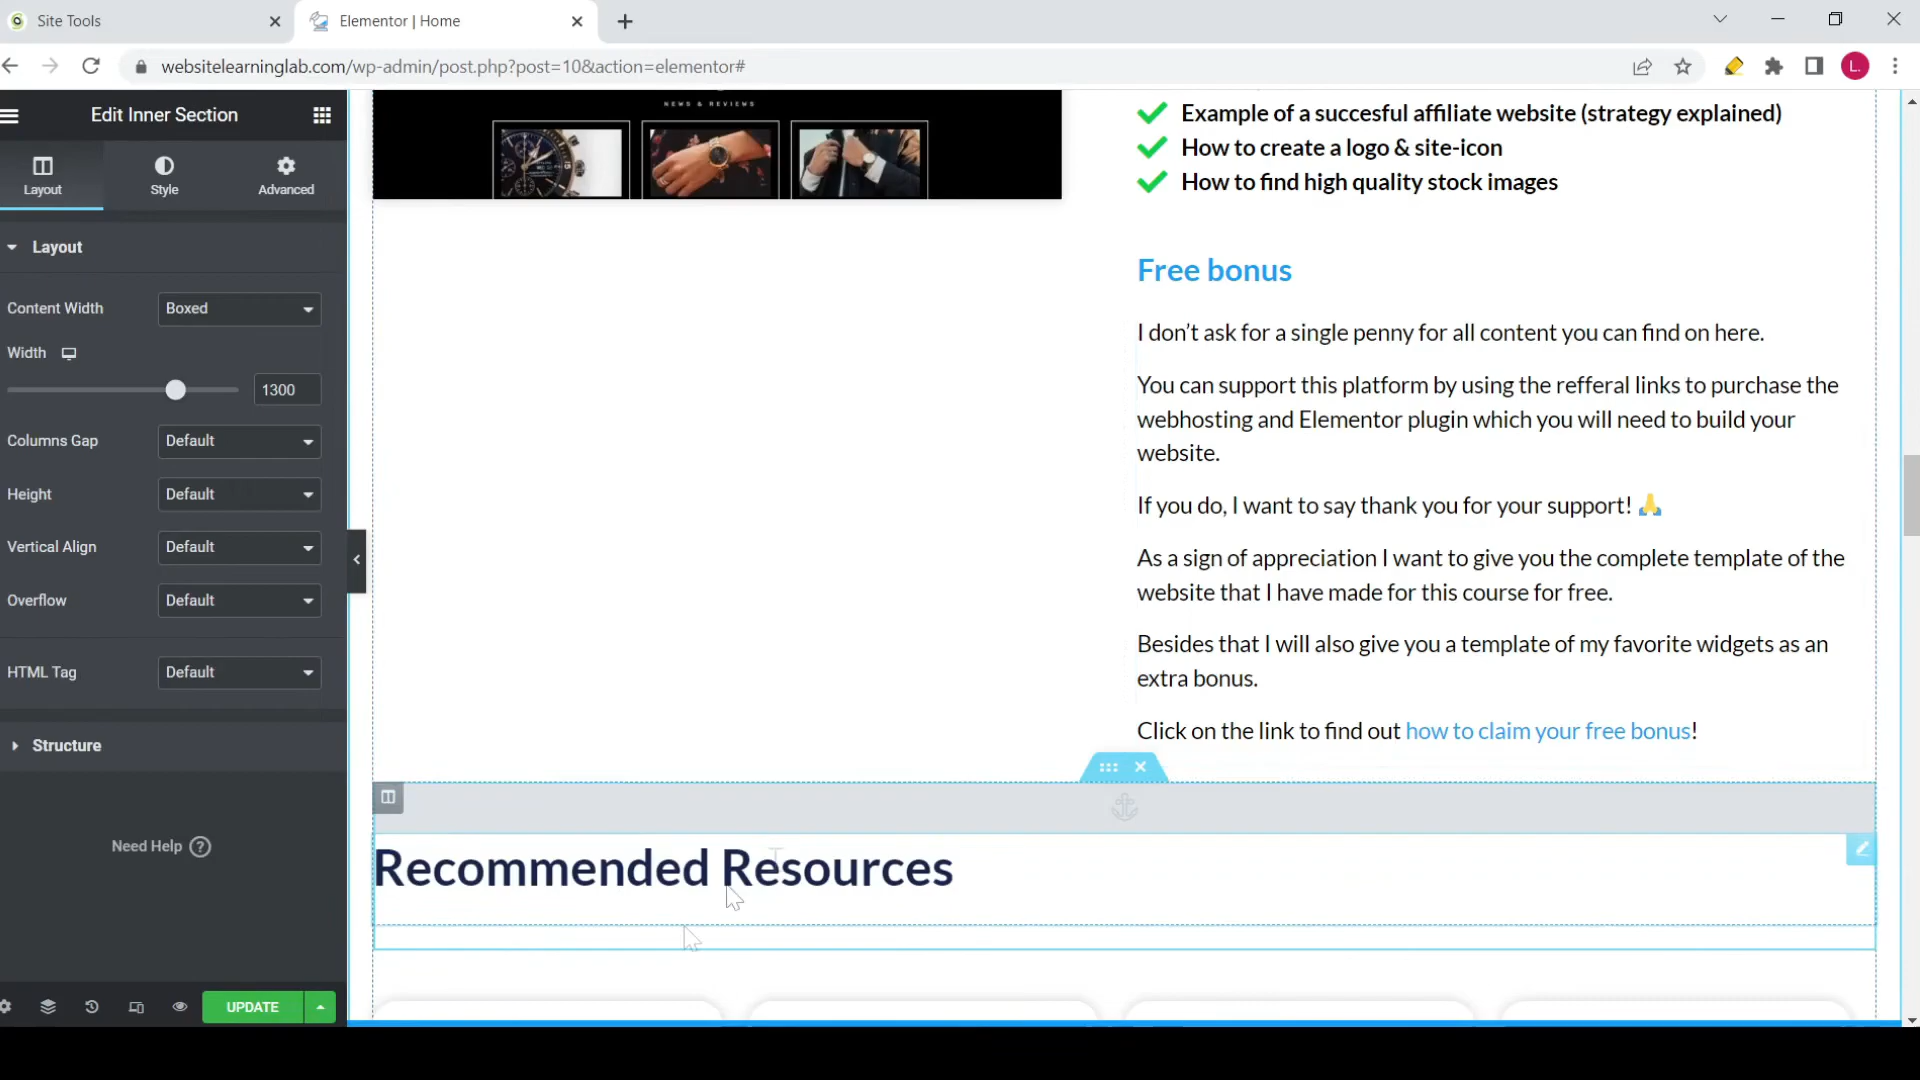 Site Tools
Elementor | Home
websitelearninglab.com/wp-admin/post.php?post=10&action=elementor#
L.
Edit Inner Section
Layout
Style
Advanced
Layout
Content Width
Boxed
Width
1300
Columns Gap
Default
Height
Default
Vertical Align
Default
Overflow
Default
HTML Tag
Default
Structure
Need Help ?
UPDATE
NEWS & REVIEWS
Example of a succesful affiliate website (strategy explained)
How to create a logo & site-icon
How to find high quality stock images
Free bonus
I don't ask for a single penny for all content you can find on here.
You can support this platform by using the refferal links to purchase the
webhosting and Elementor plugin which you will need to build your
website.
If you do, I want to say thank you for your support! 🙏
As a sign of appreciation I want to give you the complete template of the
website that I have made for this course for free.
Besides that I will also give you a template of my favorite widgets as an
extra bonus.
Click on the link to find out how to claim your free bonus!
Recommended Resources